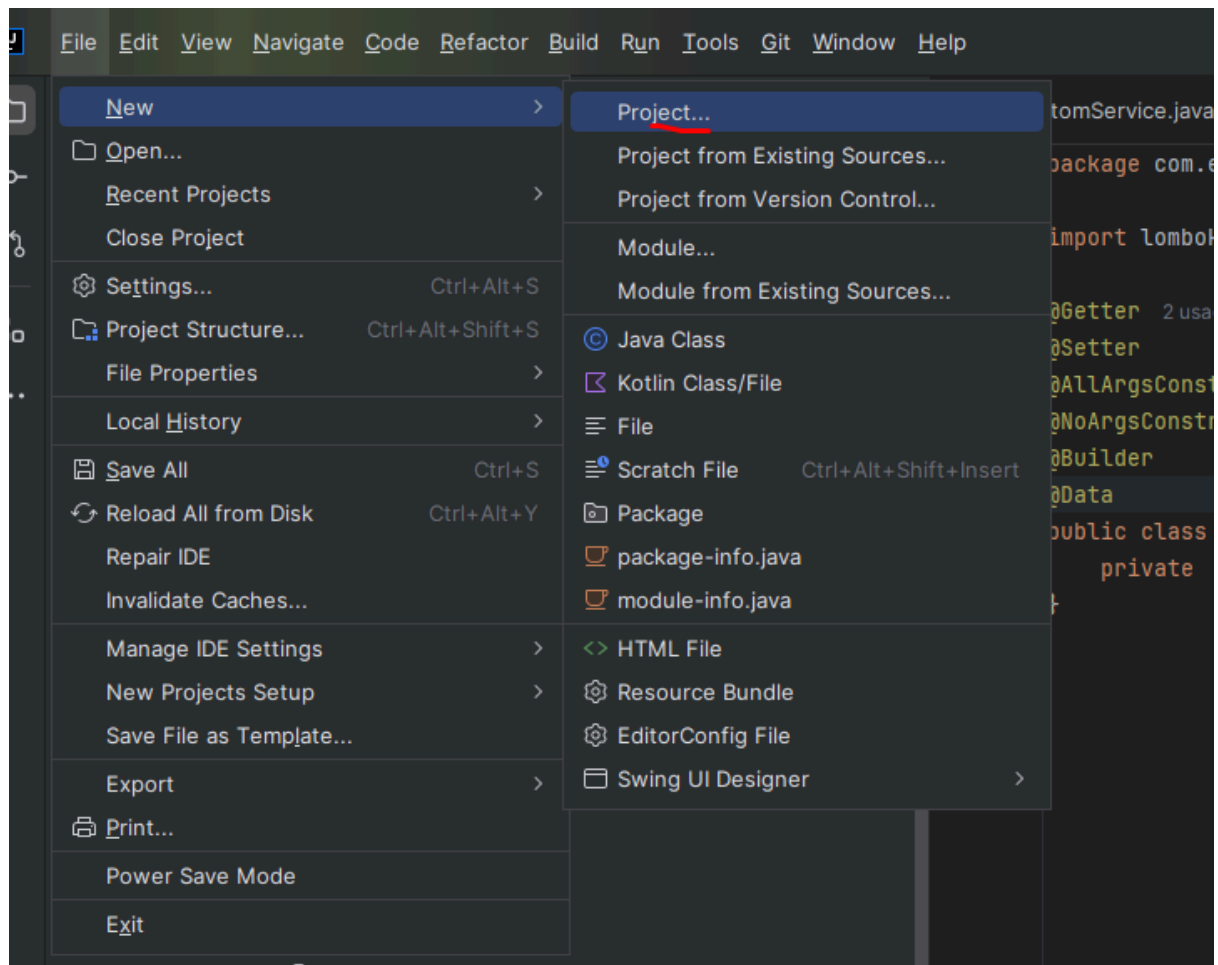 File Edit View Navigate Code Refactor Build Run Tools Git Window Help
New
Open...
Recent Projects
Close Project
Settings... Ctrl+Alt+S
Project Structure... Ctrl+Alt+Shift+S
File Properties
Local History
Save All Ctrl+S
Reload All from Disk Ctrl+Alt+Y
Repair IDE
Invalidate Caches...
Manage IDE Settings
New Projects Setup
Save File as Template...
Export
Print...
Power Save Mode
Exit
Project...
Project from Existing Sources...
Project from Version Control...
Module...
Module from Existing Sources...
Java Class
Kotlin Class/File
File
Scratch File Ctrl+Alt+Shift+Insert
Package
package-info.java
module-info.java
HTML File
Resource Bundle
EditorConfig File
Swing UI Designer
tomService.java
package com.e
import lombok
@Getter 2 usa
@Setter
@AllArgsConst
@NoArgsConstr
@Builder
@Data
public class
private
}